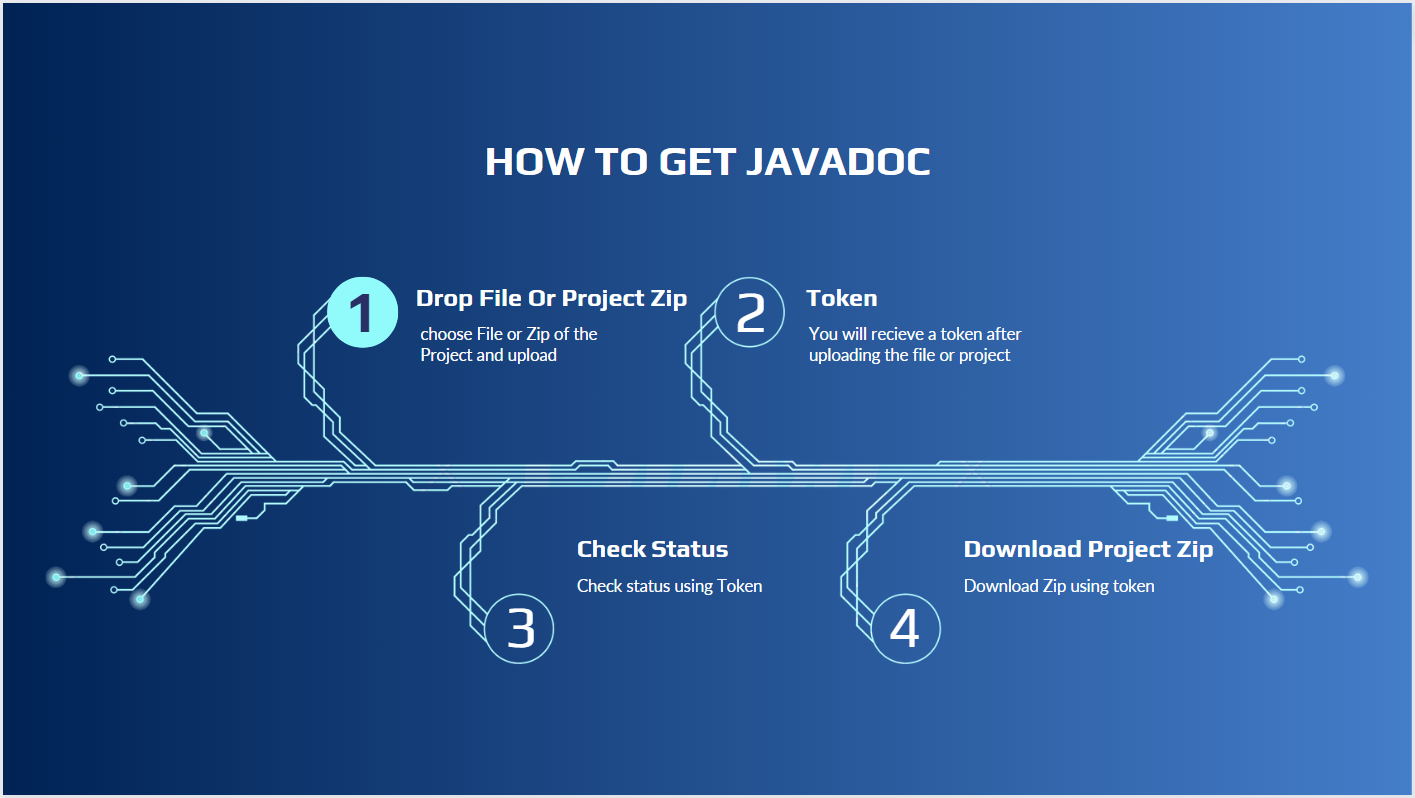 HOW TO GET JAVADOC
1
Drop File Or Project Zip
choose File or Zip of the
Project and upload
2
Token
You will recieve a token after
uploading the file or project
3
Check Status
Check status using Token
4
Download Project Zip
Download Zip using token